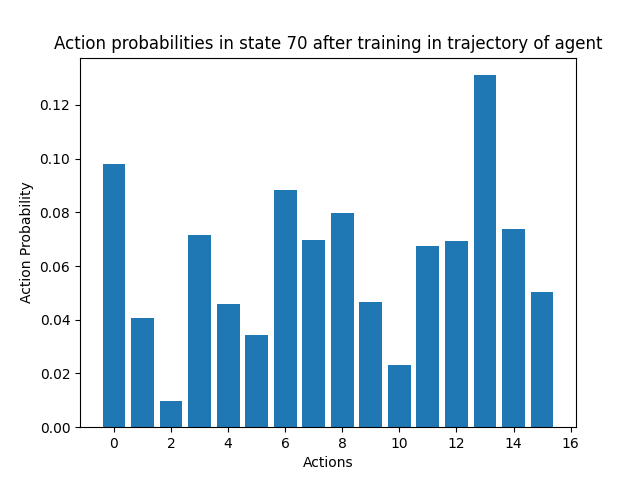 Action probabilities in state 70 after training in trajectory of agent
0.12
0.10
0.08
0.06
0.04
0.02
0.00
Action Probability
0 2 4 6 8 10 12 14 16
Actions